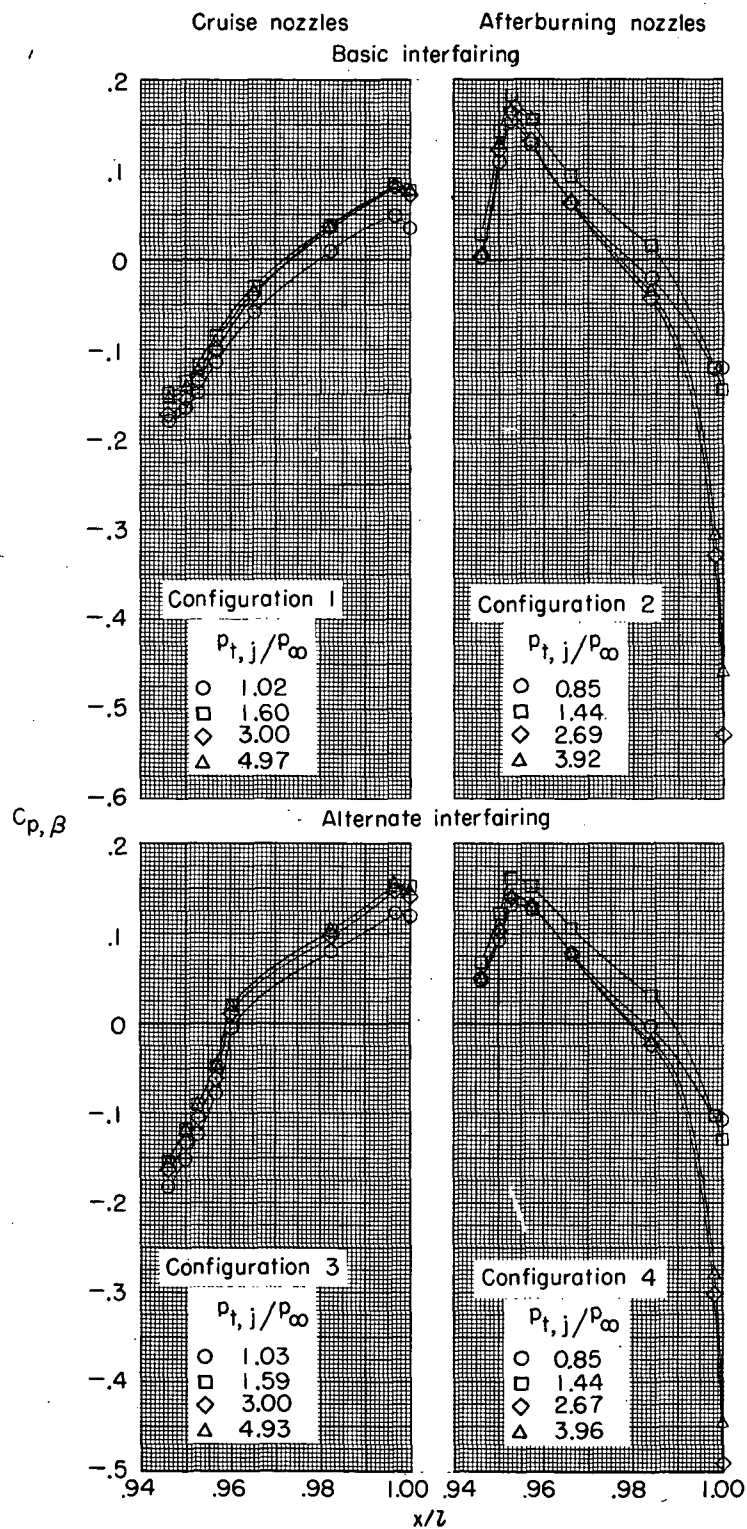 Cruise nozzles Afterburning nozzles
Basic interfairing
.2
.1
0
-.1
-.2
-.3
-.4
-.5
-.6
Configuration 1
pt, j/p∞
○ 1.02
□ 1.60
◇ 3.00
△ 4.97
Configuration 2
pt, j/p∞
○ 0.85
□ 1.44
◇ 2.69
△ 3.92
Cp, β
Alternate interfairing
.2
.1
0
-.1
-.2
-.3
-.4
-.5
Configuration 3
pt, j/p∞
○ 1.03
□ 1.59
◇ 3.00
△ 4.93
Configuration 4
pt, j/p∞
○ 0.85
□ 1.44
◇ 2.67
△ 3.96
.94 .96 .98 1.00 .94 .96 .98 1.00
x/l